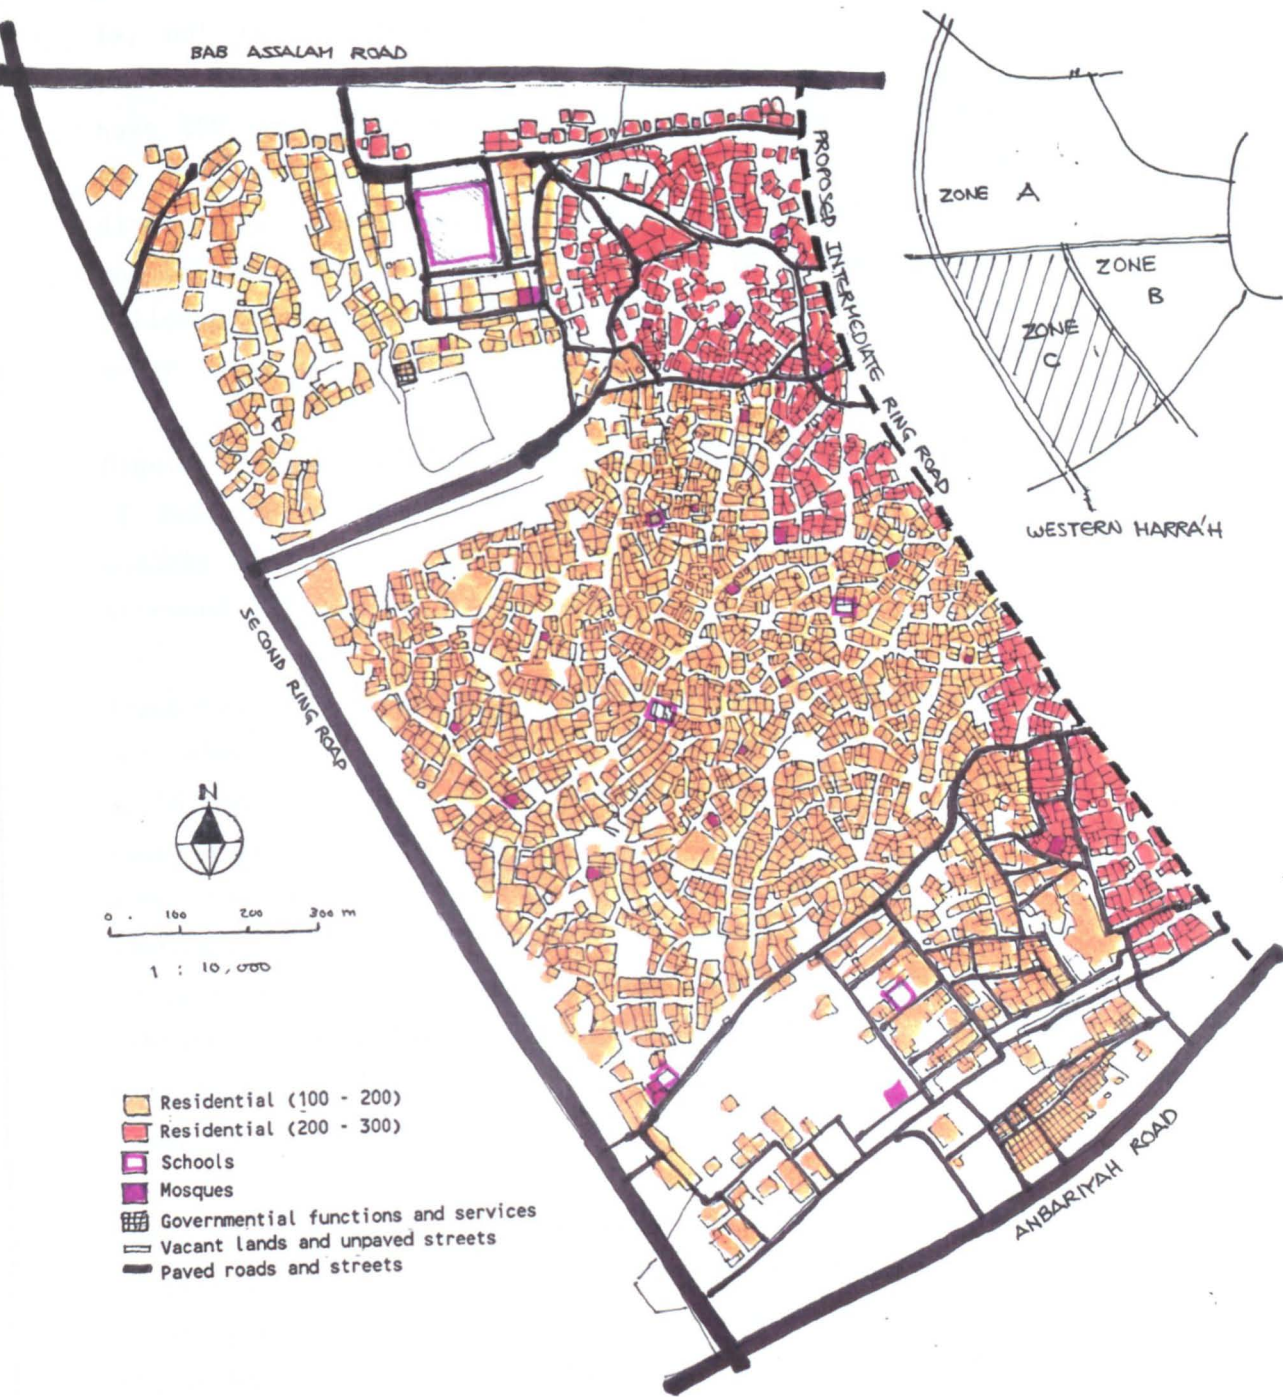 BAB ASSALAM ROAD
PROPOSED INTERMEDIATE RING ROAD
ZONE A
ZONE
B
ZONE
C
WESTERN HARRA'H
SECOND RING ROAD
N
0 100 200 300 m
1 : 10,000
Residential (100 - 200)
Residential (200 - 300)
Schools
Mosques
Governmential functions and services
Vacant lands and unpaved streets
Paved roads and streets
ANBARIYAH ROAD